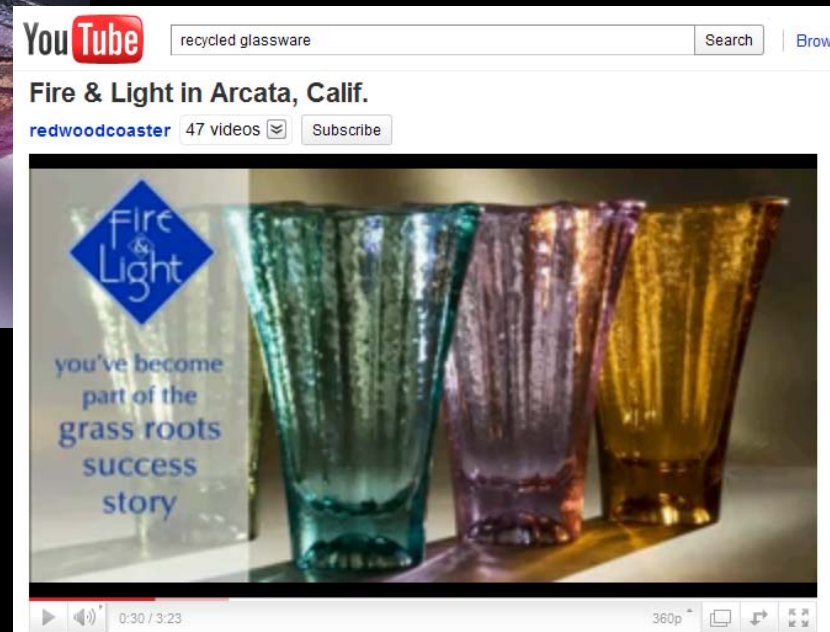 YouTube
recycled glassware
Search
Brow
Fire & Light in Arcata, Calif.
redwoodcoaster
47 videos
Subscribe
Fire
&
Light
you've become
part of the
grass roots
success
story
0:30 / 3:23
360p